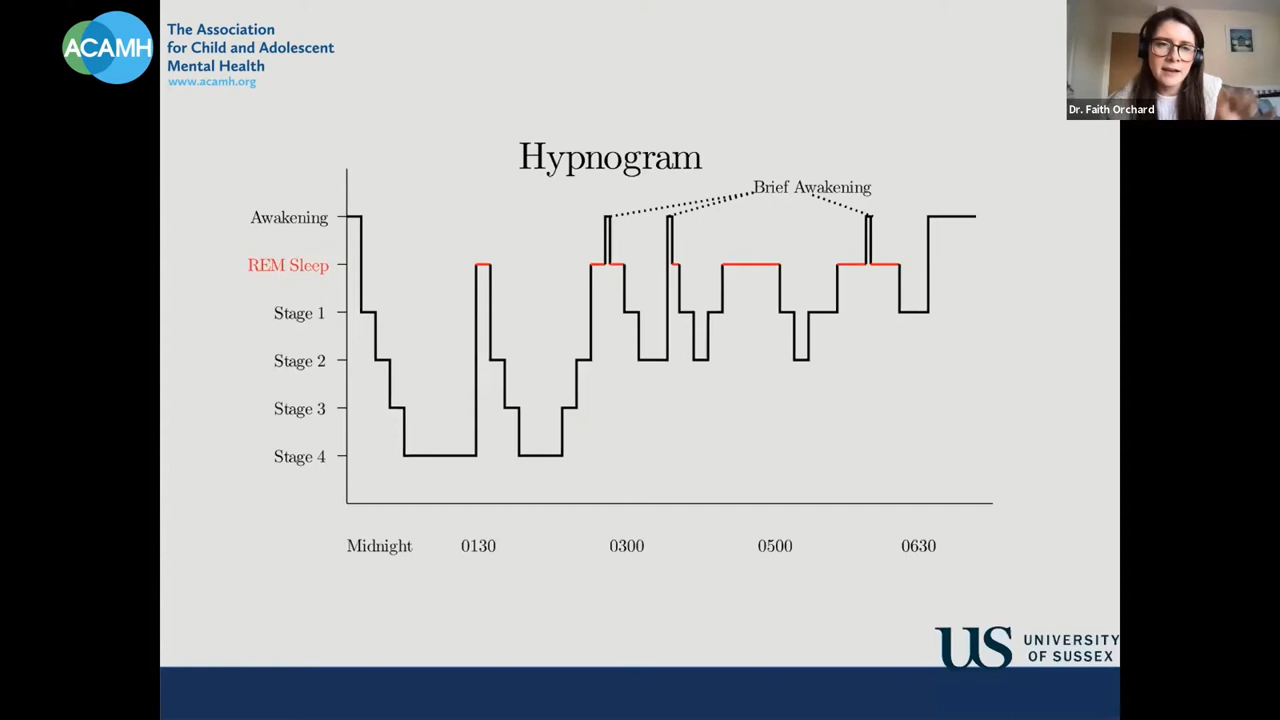 ACAMH
The Association
for Child and Adolescent
Mental Health
www.acamh.org
Dr. Faith Orchard
Hypnogram
Brief Awakening
Awakening
REM Sleep
Stage 1
Stage 2
Stage 3
Stage 4
Midnight 0130 0300 0500 0630
US UNIVERSITY
OF SUSSEX